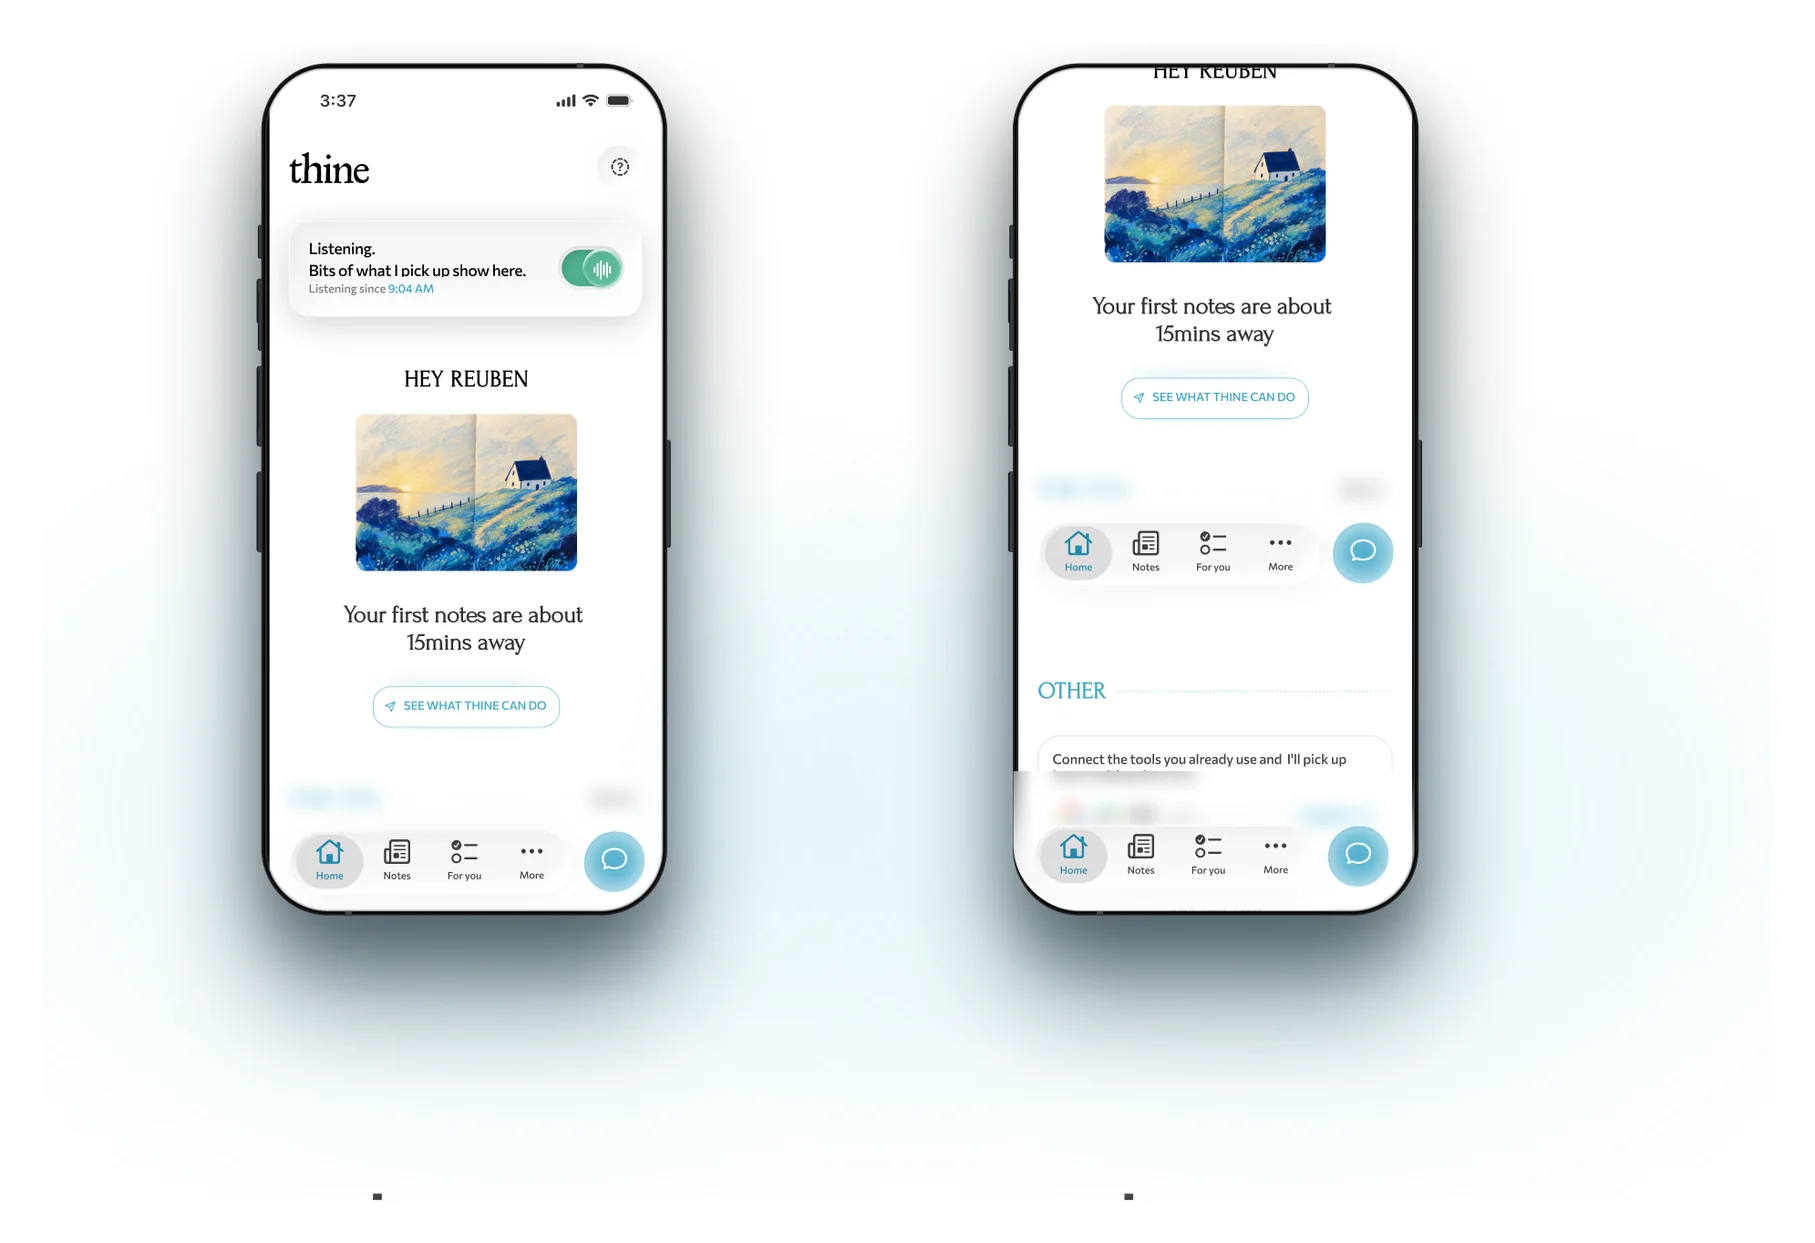 3:37
thine
Listening.
Bits of what I pick up show here.
Listening since 9:04 AM
HEY REUBEN
Your first notes are about
15mins away
SEE WHAT THINE CAN DO
Home
Notes
For you
More
HEY REUBEN
Your first notes are about
15mins away
SEE WHAT THINE CAN DO
Home
Notes
For you
More
OTHER
Connect the tools you already use and I'll pick up
Home
Notes
For you
More